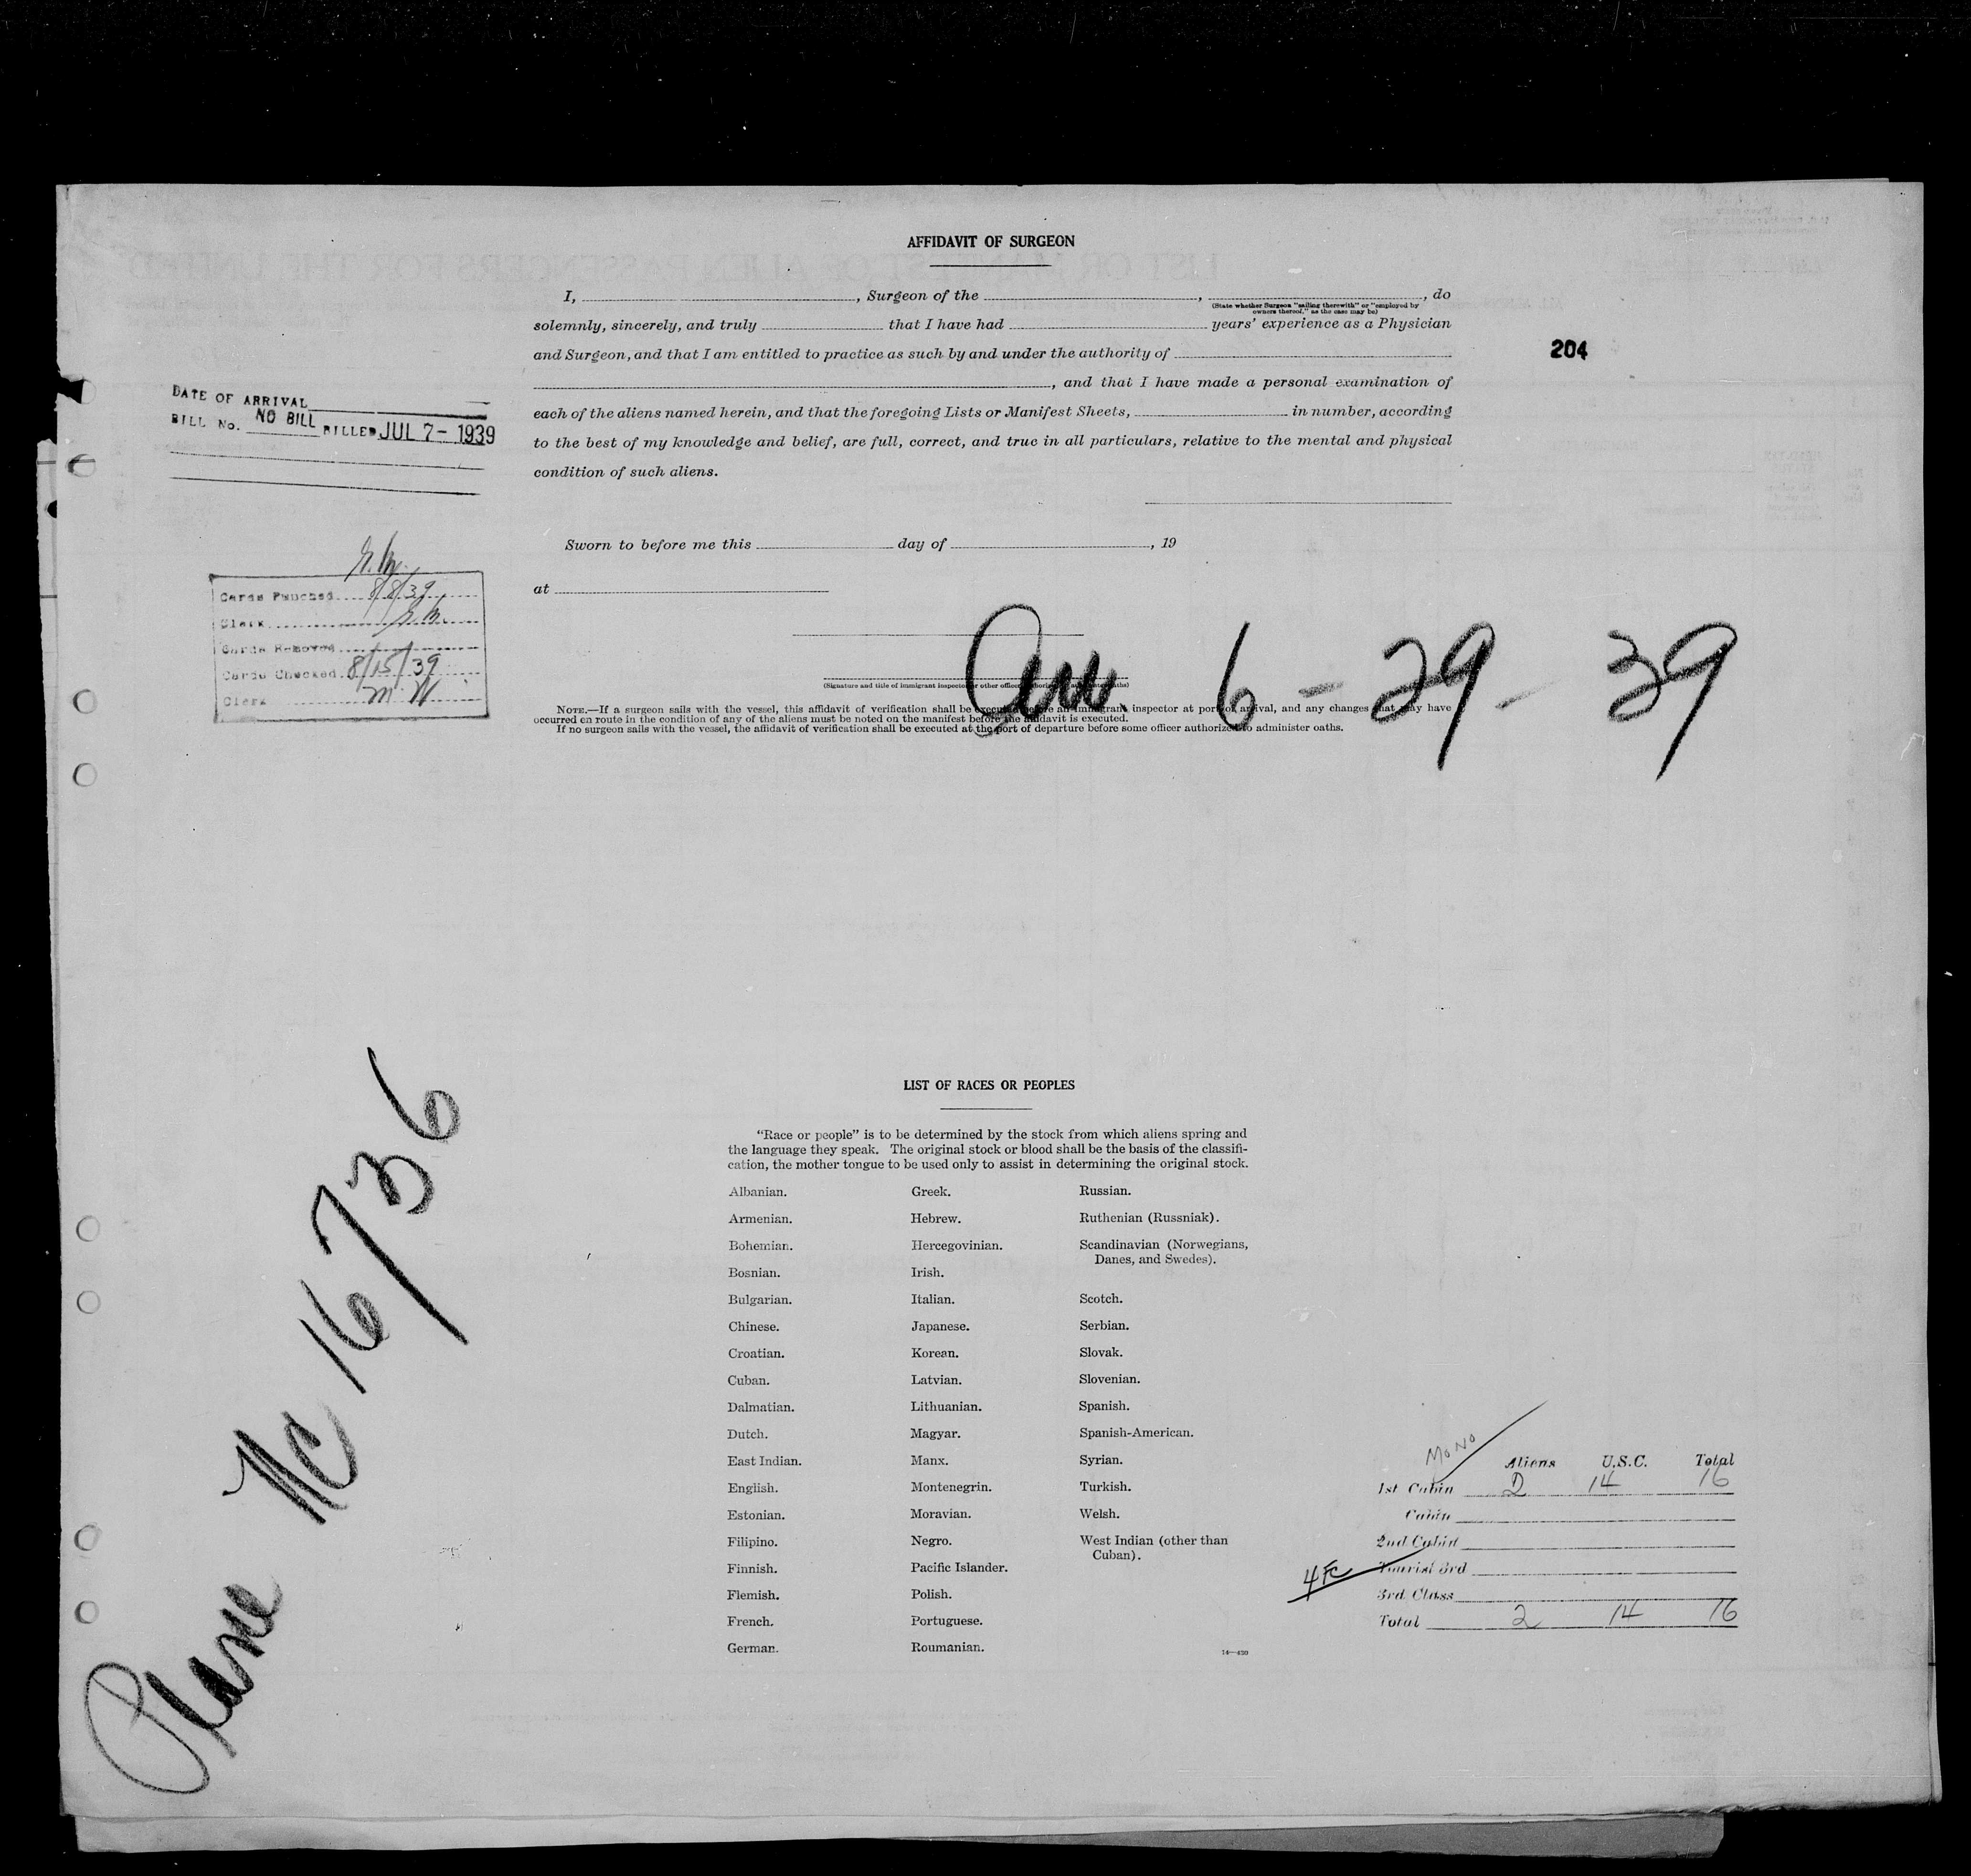 AFFIDAVIT OF SURGEON
I, , Surgeon of the , , do
(State whether Surgeon "sailing therewith" or "employed by
owners thereof," as the case may be)
solemnly, sincerely, and truly that I have had years' experience as a Physician
and Surgeon, and that I am entitled to practice as such by and under the authority of
204
, and that I have made a personal examination of
each of the aliens named herein, and that the foregoing Lists or Manifest Sheets, in number, according
to the best of my knowledge and belief, are full, correct, and true in all particulars, relative to the mental and physical
condition of such aliens.
DATE OF ARRIVAL
BILL No. NO BILL BILLED JUL 7- 1939
Sworn to before me this day of , 19
at
Cards Punched 8/8/39
Clerk
Cards Removed
Cards Checked 8/15/39
Clerk M W
Arr 6-29-39
(Signature and title of immigrant inspector or other officer authorized to administer oaths)
NOTE.—If a surgeon sails with the vessel, this affidavit of verification shall be executed before an immigrant inspector at port of arrival, and any changes that may have
occurred en route in the condition of any of the aliens must be noted on the manifest before the affidavit is executed.
If no surgeon sails with the vessel, the affidavit of verification shall be executed at the port of departure before some officer authorized to administer oaths.
Plane NC 16736
LIST OF RACES OR PEOPLES
"Race or people" is to be determined by the stock from which aliens spring and
the language they speak. The original stock or blood shall be the basis of the classifi-
cation, the mother tongue to be used only to assist in determining the original stock.
Albanian. Greek. Russian.
Armenian. Hebrew. Ruthenian (Russniak).
Bohemian. Hercegovinian. Scandinavian (Norwegians,
Danes, and Swedes).
Bosnian. Irish.
Bulgarian. Italian. Scotch.
Chinese. Japanese. Serbian.
Croatian. Korean. Slovak.
Cuban. Latvian. Slovenian.
Dalmatian. Lithuanian. Spanish.
Dutch. Magyar. Spanish-American.
East Indian. Manx. Syrian.
English. Montenegrin. Turkish.
Estonian. Moravian. Welsh.
Filipino. Negro. West Indian (other than
Cuban).
Finnish. Pacific Islander.
Flemish. Polish.
French. Portuguese.
German. Roumanian.
14—430
MONO
Aliens U.S.C. Total
1st Cabin 2 14 16
Cabin
2nd Cabin
Tourist 3rd
4 Fc
3rd Class
Total 2 14 16